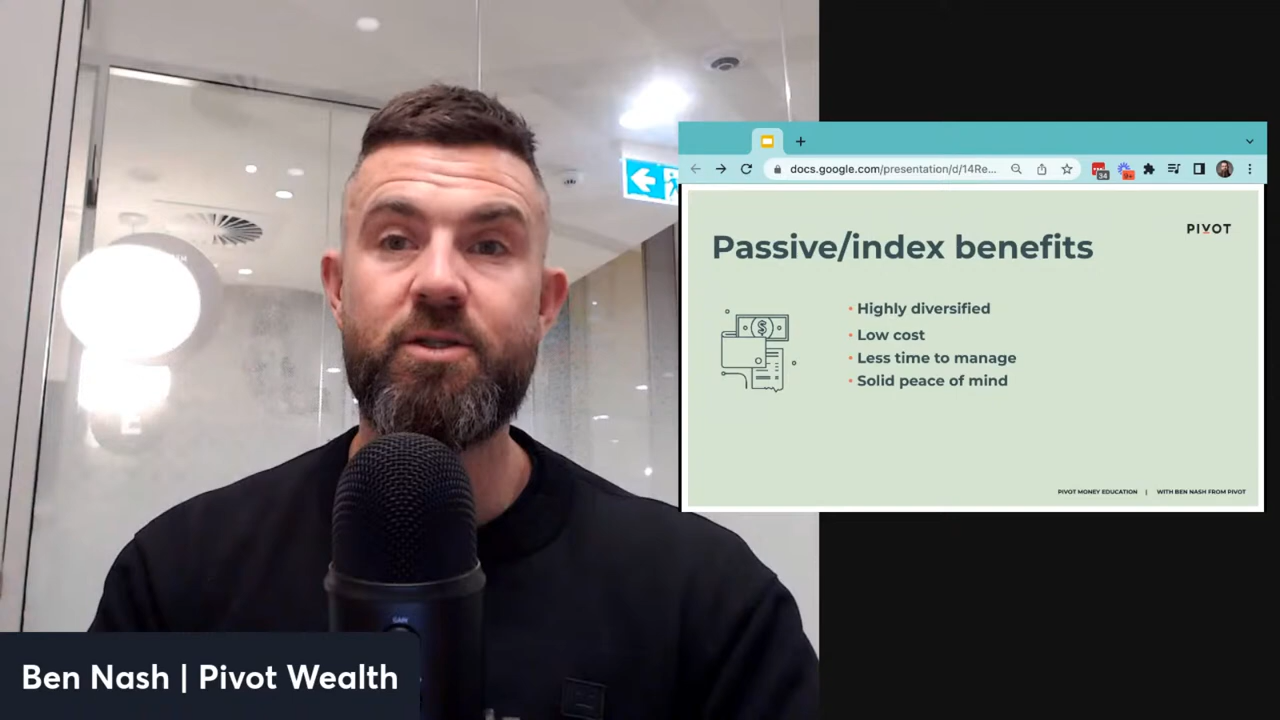 docs.google.com/presentation/d/14Re...
PIVOT
Passive/index benefits
• Highly diversified
• Low cost
• Less time to manage
• Solid peace of mind
PIVOT MONEY EDUCATION | WITH BEN NASH FROM PIVOT
GAIN
Ben Nash | Pivot Wealth